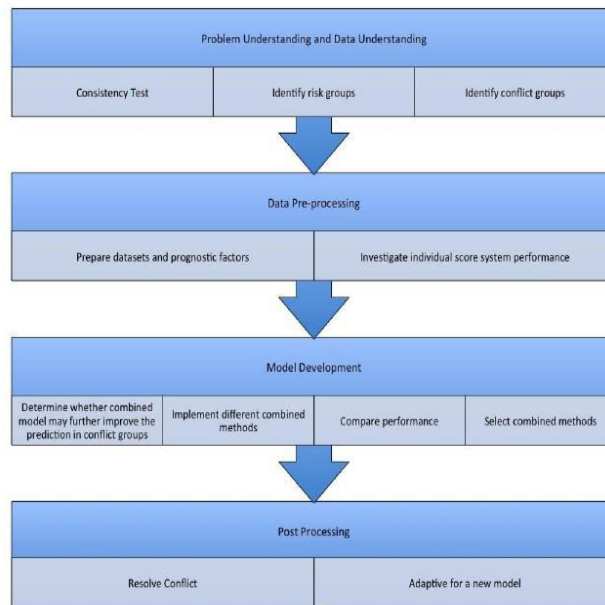 Problem Understanding and Data Understanding
Consistency Test
Identify risk groups
Identify conflict groups
Data Pre-processing
Prepare datasets and prognostic factors
Investigate individual score system performance
Model Development
Determine whether combined
model may further improve the
prediction in conflict groups
Implement different combined
methods
Compare performance
Select combined methods
Post Processing
Resolve Conflict
Adaptive for a new model